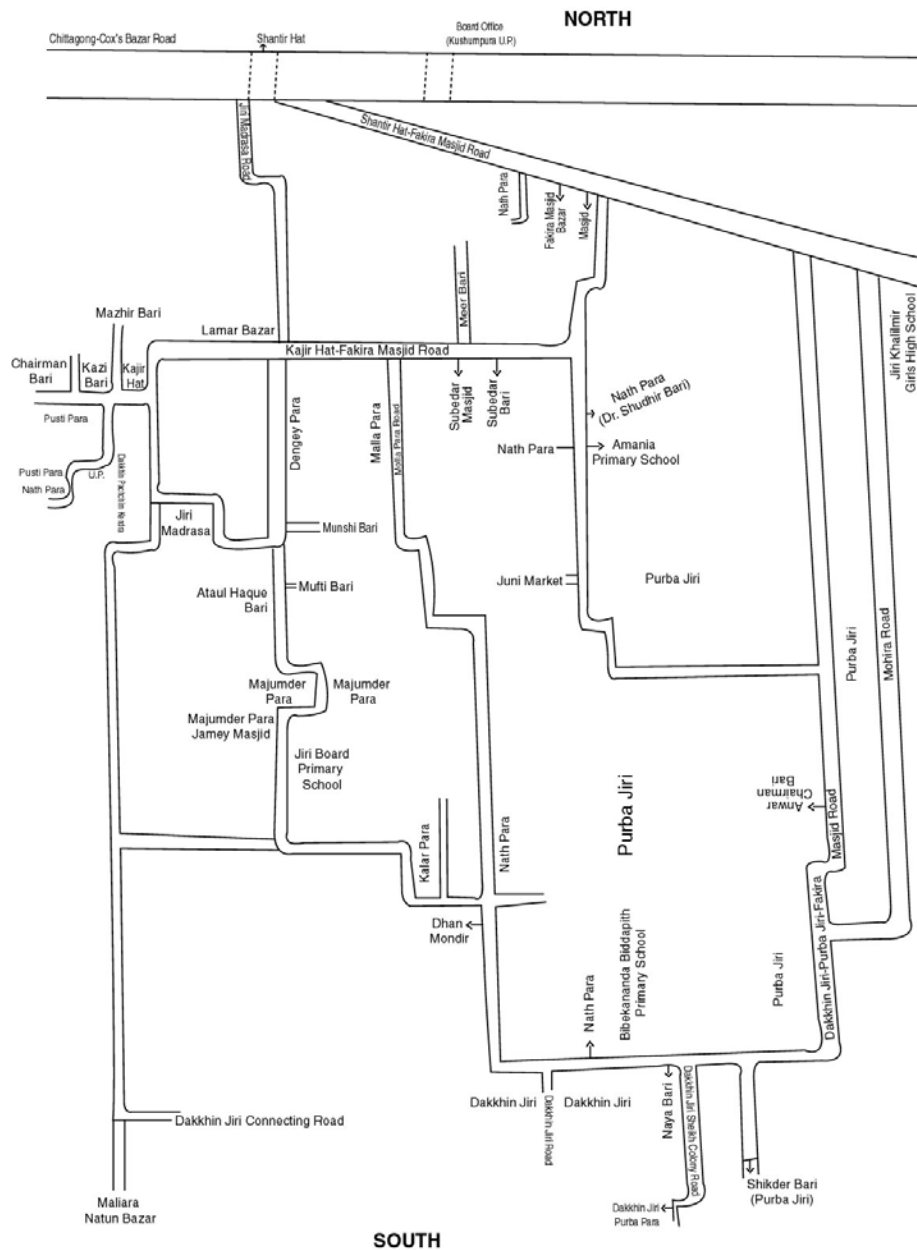 NORTH
Chittagong-Cox's Bazar Road
Shantir Hat
Board Office
(Kushumpura U.P.)
Jiri Madrasa Road
Shantir Hat-Fakira Masjid Road
Nath Para
Fakira Masjid
Bazar
Masjid
Meer Bari
Mazhir Bari
Lamar Bazar
Kajir Hat-Fakira Masjid Road
Chairman
Bari
Kazi
Bari
Kajir
Hat
Jiri Khalilmir
Girls High School
Pusti Para
Dengey Para
Malla Para
Molla Para Road
Subedar
Masjid
Subedar
Bari
Nath Para
(Dr. Shudhir Bari)
Nath Para
Amania
Primary School
Pusti Para
U.P.
Nath Para
Jiri
Madrasa
Munshi Bari
Ataul Haque
Bari
Mufti Bari
Juni Market
Purba Jiri
Purba Jiri
Mohira Road
Majumder
Para
Majumder
Para
Majumder Para
Jamey Masjid
Jiri Board
Primary
School
Purba Jiri
Anwar
Chairman
Bari
Masjid Road
Kalar Para
Nath Para
Dhan
Mondir
Nath Para
Bibekananda Biddapith
Primary School
Purba Jiri
Dakkhin Jiri-Purba Jiri-Fakira
Dakkhin Jiri
Dakkhin Jiri Road
Dakkhin Jiri
Naya Bari
Dakkhin Jiri Sheikh Colony Road
Dakkhin Jiri Connecting Road
Shikder Bari
(Purba Jiri)
Dakkhin Jiri
Purba Para
Maliara
Natun Bazar
SOUTH